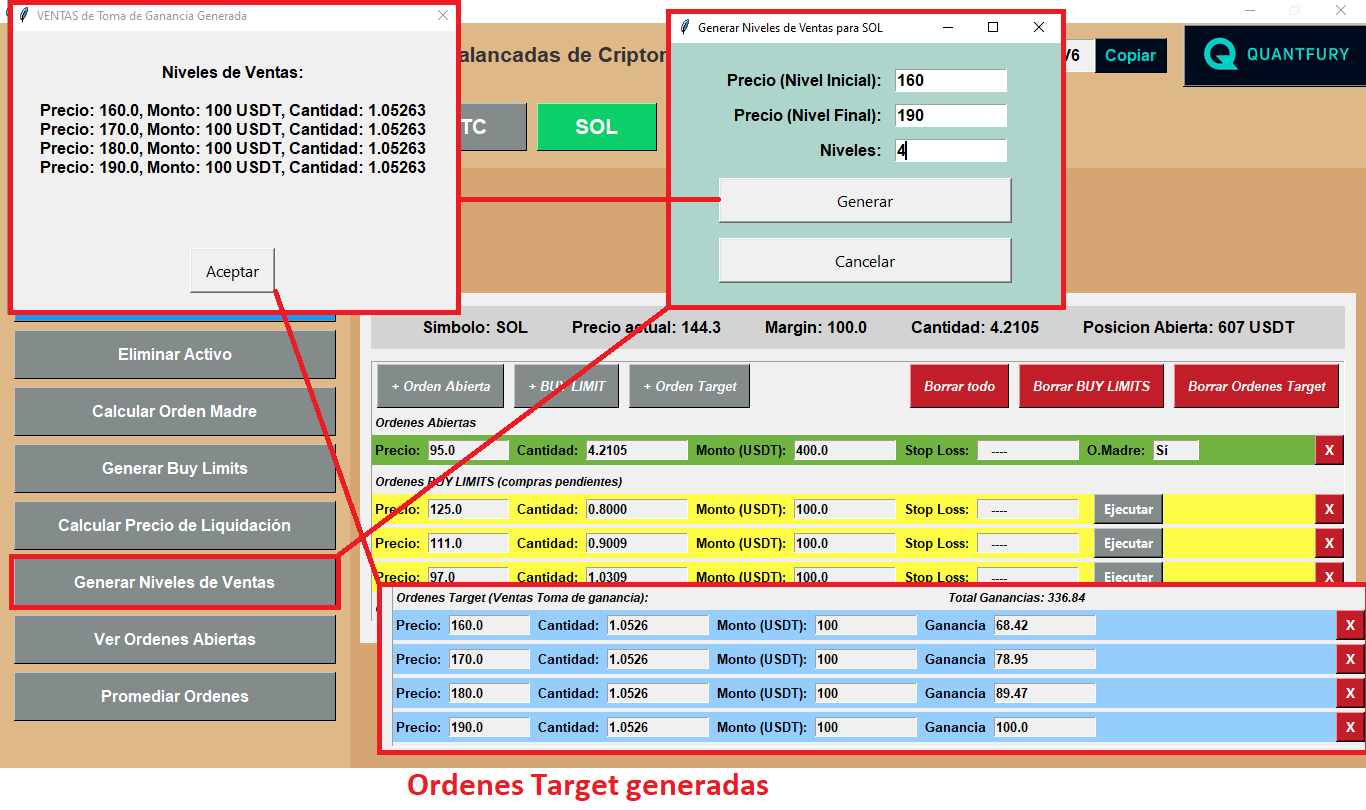 VENTAS de Toma de Ganancia Generada
Niveles de Ventas:
Precio: 160.0, Monto: 100 USDT, Cantidad: 1.05263
Precio: 170.0, Monto: 100 USDT, Cantidad: 1.05263
Precio: 180.0, Monto: 100 USDT, Cantidad: 1.05263
Precio: 190.0, Monto: 100 USDT, Cantidad: 1.05263
Aceptar
alancadas de Criptor
TC
SOL
Generar Niveles de Ventas para SOL
Precio (Nivel Inicial): 160
Precio (Nivel Final): 190
Niveles: 4
Generar
Cancelar
V6 Copiar
QUANTFURY
Eliminar Activo
Calcular Orden Madre
Generar Buy Limits
Calcular Precio de Liquidación
Generar Niveles de Ventas
Ver Ordenes Abiertas
Promediar Ordenes
Símbolo: SOL Precio actual: 144.3 Margin: 100.0 Cantidad: 4.2105 Posicion Abierta: 607 USDT
+ Orden Abierta + BUY LIMIT + Orden Target Borrar todo Borrar BUY LIMITS Borrar Ordenes Target
Ordenes Abiertas
Precio: 95.0 Cantidad: 4.2105 Monto (USDT): 400.0 Stop Loss: ---- O.Madre: Sí X
Ordenes BUY LIMITS (compras pendientes)
Precio: 125.0 Cantidad: 0.8000 Monto (USDT): 100.0 Stop Loss: ---- Ejecutar X
Precio: 111.0 Cantidad: 0.9009 Monto (USDT): 100.0 Stop Loss: ---- Ejecutar X
Precio: 97.0 Cantidad: 1.0309 Monto (USDT): 100.0 Stop Loss: ---- Ejecutar X
Ordenes Target (Ventas Toma de ganancia): Total Ganancias: 336.84
Precio: 160.0 Cantidad: 1.0526 Monto (USDT): 100 Ganancia 68.42 X
Precio: 170.0 Cantidad: 1.0526 Monto (USDT): 100 Ganancia 78.95 X
Precio: 180.0 Cantidad: 1.0526 Monto (USDT): 100 Ganancia 89.47 X
Precio: 190.0 Cantidad: 1.0526 Monto (USDT): 100 Ganancia 100.0 X
Ordenes Target generadas